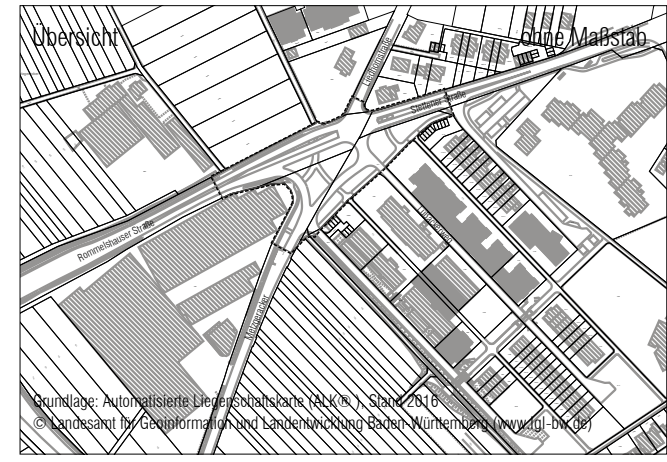 Übersicht
ohne Maßstab
Stettener Straße
Rommelshauser Straße
Grundlage: Automatisierte Liegenschaftskarte (ALK® ), Stand 2016
© Landesamt für Geoinformation und Landentwicklung Baden-Württemberg (www.lgl-bw.de)